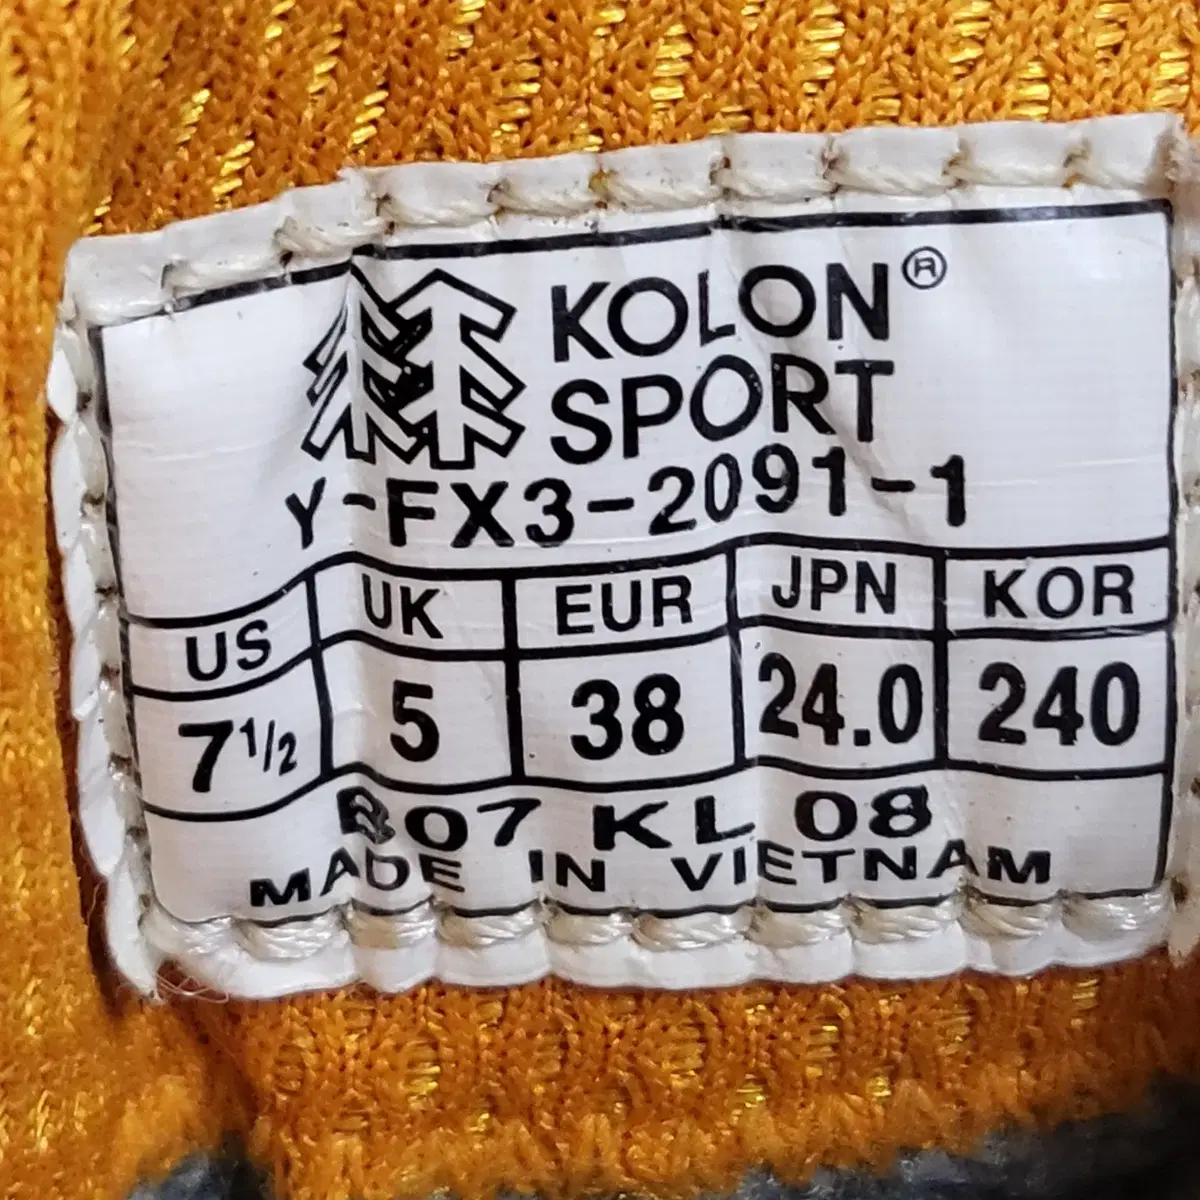 KOLON®
SPORT
Y-FX3-2091-1
US UK EUR JPN KOR
7 1/2 5 38 24.0 240
R07 KL 08
MADE IN VIETNAM